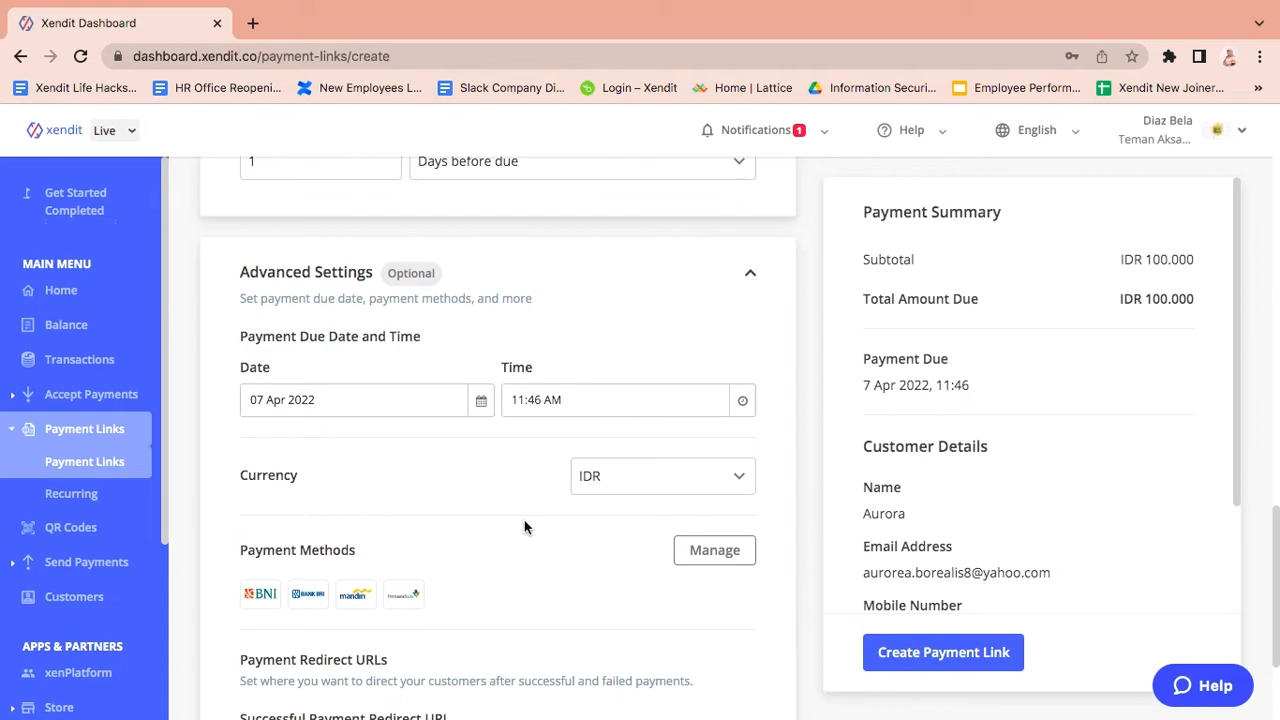 Xendit Dashboard
dashboard.xendit.co/payment-links/create
Xendit Life Hacks...
HR Office Reopeni...
New Employees L...
Slack Company Di...
Login – Xendit
Home | Lattice
Information Securi...
Employee Perform...
Xendit New Joiner...
xendit
Live
Notifications 1
Help
English
Diaz Bela
Teman Aksa...
Get Started
Completed
MAIN MENU
Home
Balance
Transactions
Accept Payments
Payment Links
Payment Links
Recurring
QR Codes
Send Payments
Customers
APPS & PARTNERS
xenPlatform
Store
1
Days before due
Advanced Settings Optional
Set payment due date, payment methods, and more
Payment Due Date and Time
Date
Time
07 Apr 2022
11:46 AM
Currency
IDR
Payment Methods
Manage
BNI
BANK BRI
mandiri
PermataBank
Payment Redirect URLs
Set where you want to direct your customers after successful and failed payments.
Successful Payment Redirect URL
Payment Summary
Subtotal IDR 100.000
Total Amount Due IDR 100.000
Payment Due
7 Apr 2022, 11:46
Customer Details
Name
Aurora
Email Address
aurorea.borealis8@yahoo.com
Mobile Number
Create Payment Link
Help